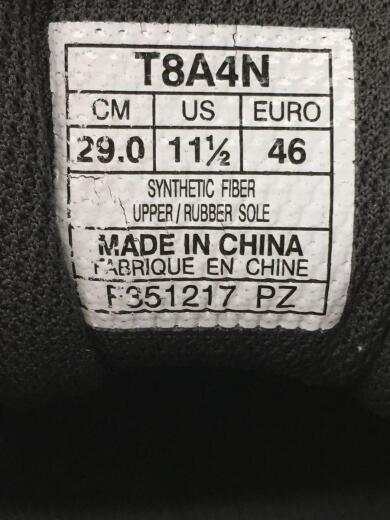 T8A4N
CM US EURO
29.0 11½ 46
SYNTHETIC FIBER
UPPER/RUBBER SOLE
MADE IN CHINA
FABRIQUE EN CHINE
F351217 PZ